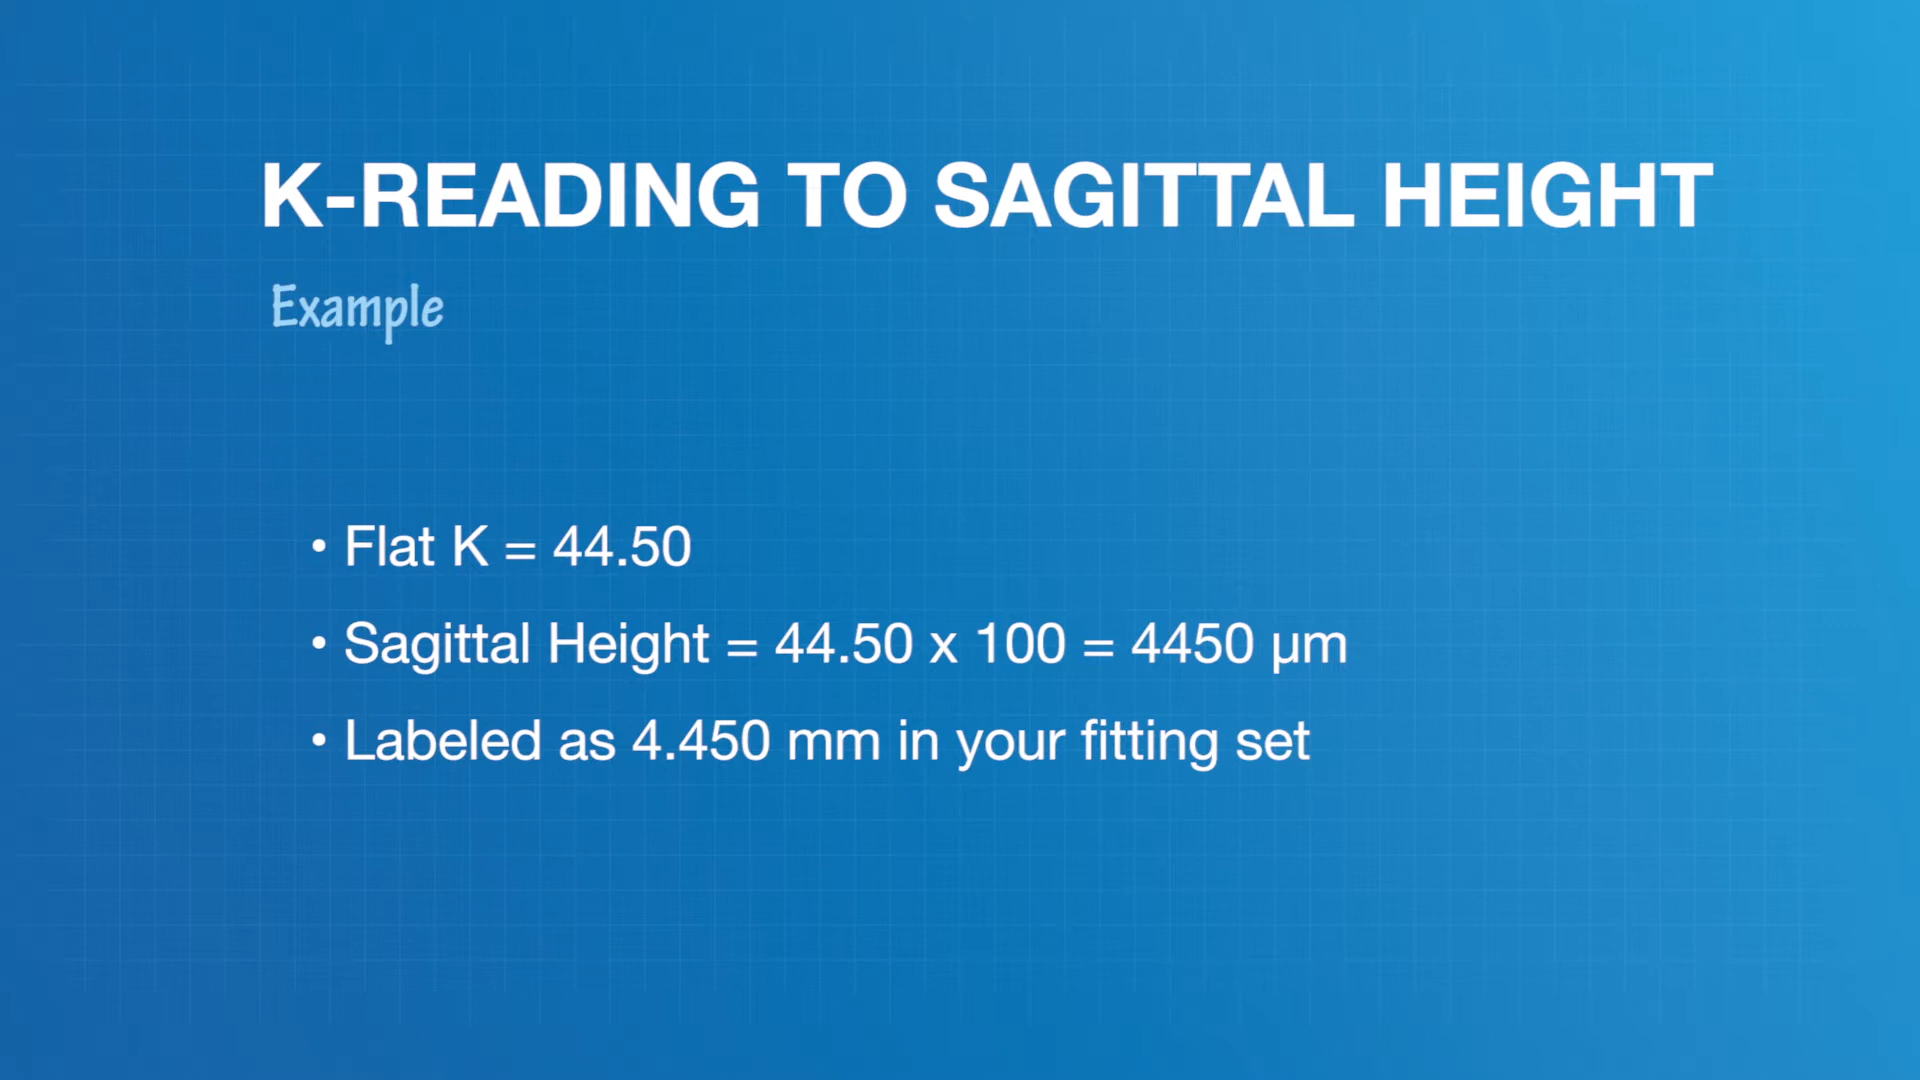 K-READING TO SAGITTAL HEIGHT
Example
• Flat K = 44.50
• Sagittal Height = 44.50 x 100 = 4450 µm
• Labeled as 4.450 mm in your fitting set